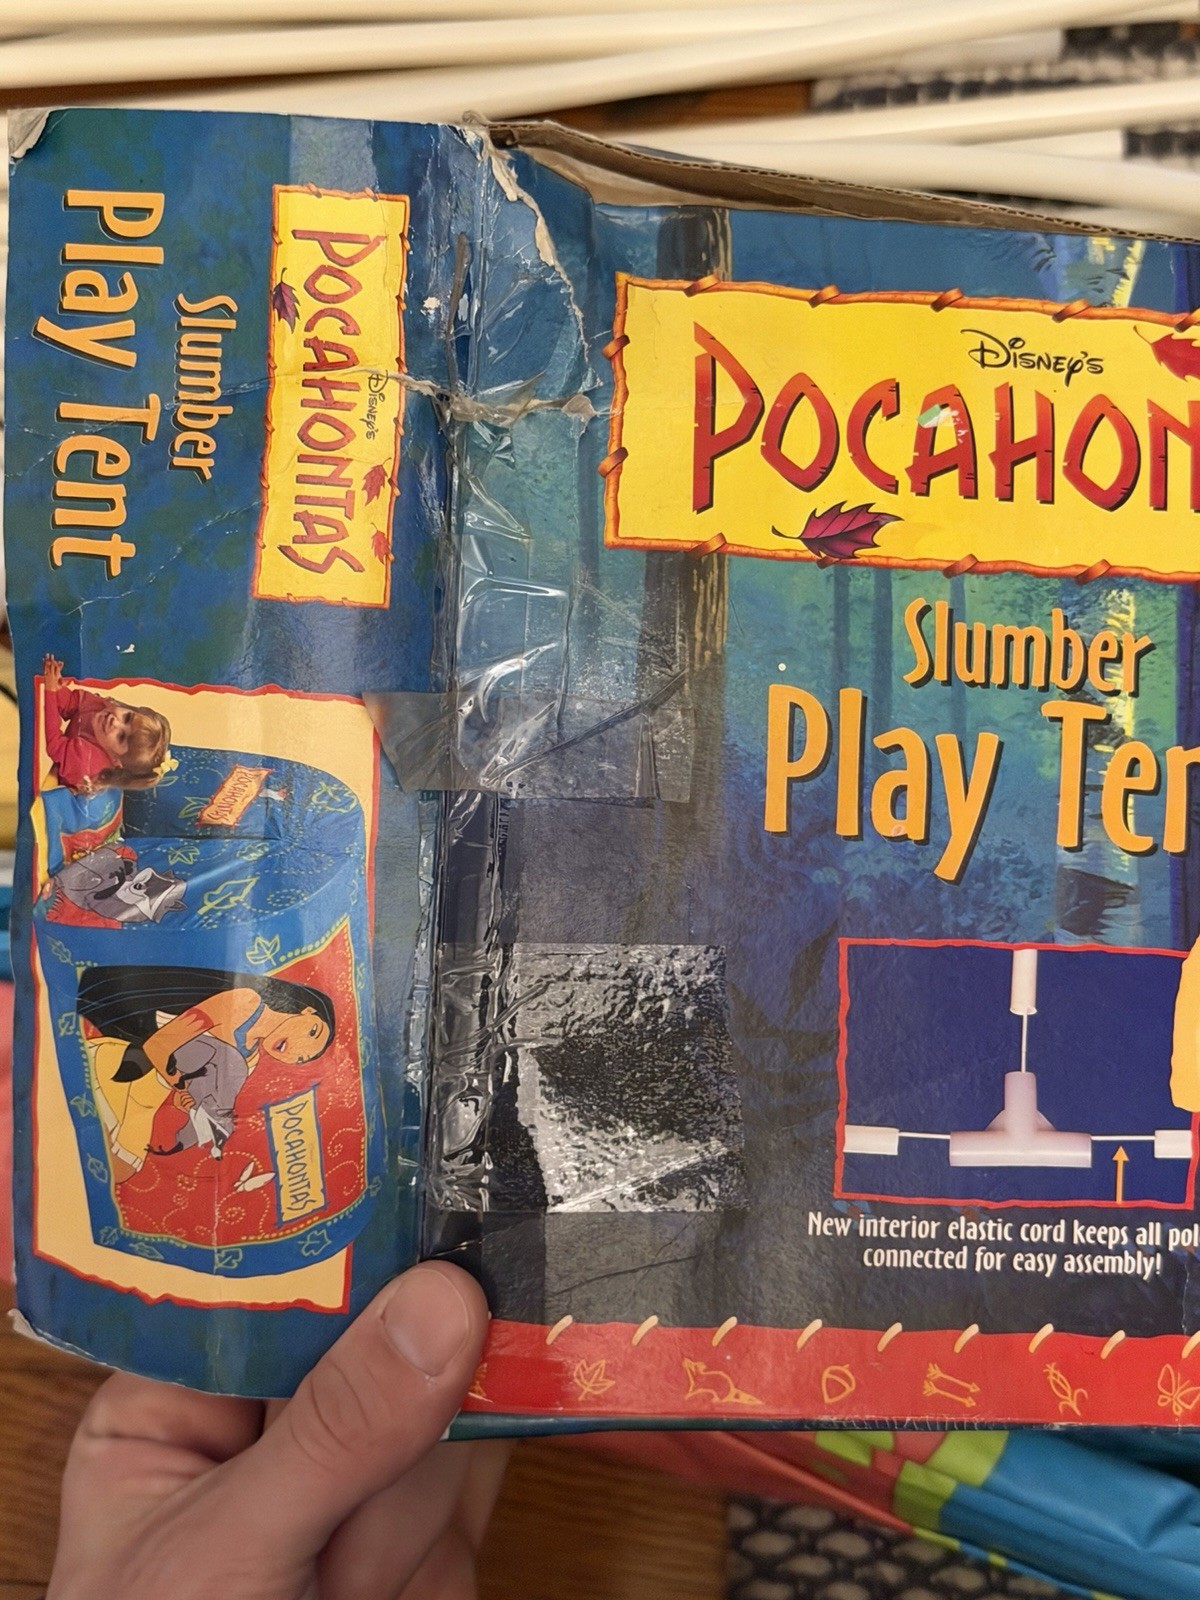 DISNEY'S
POCAHONTAS
Slumber
Play Tent
POCAHONTAS
POCAHONTAS
DISNEY'S
POCAHON
Slumber
Play Ter
New interior elastic cord keeps all pol
connected for easy assembly!